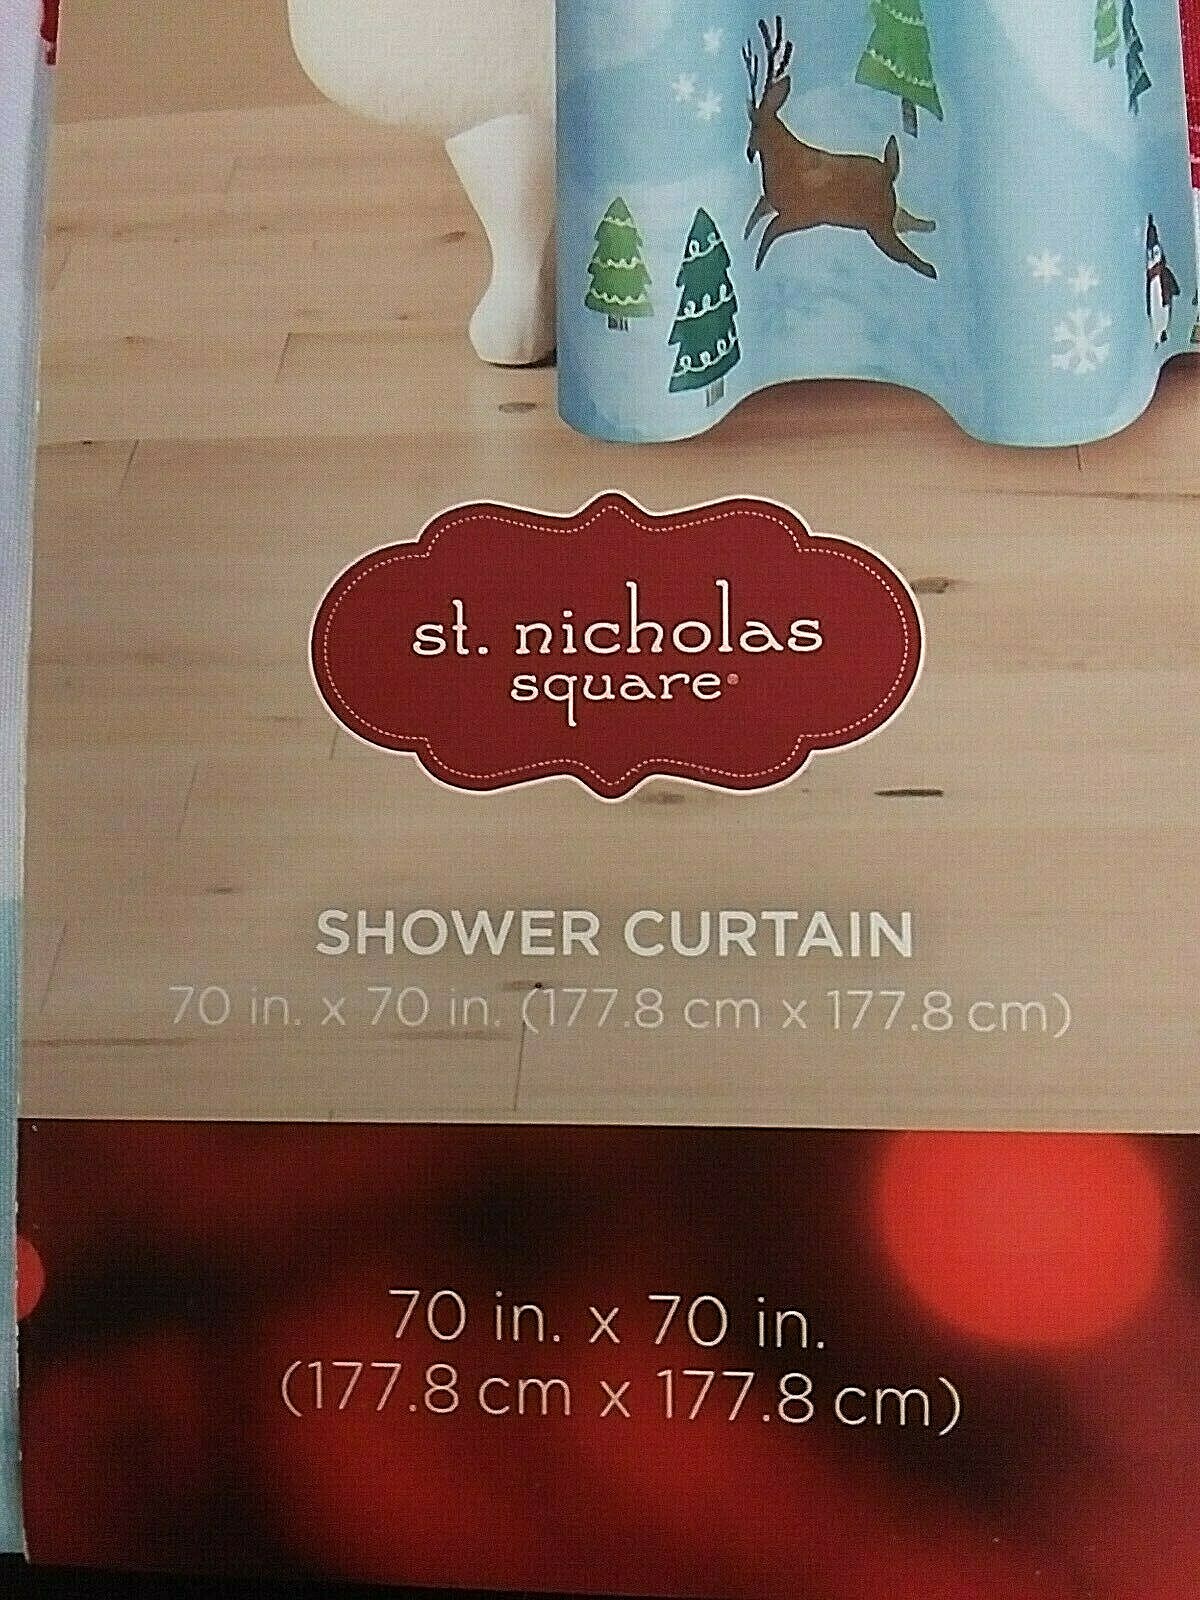 st. nicholas
square®
SHOWER CURTAIN
70 in. x 70 in. (177.8 cm x 177.8 cm)
70 in. x 70 in.
(177.8 cm x 177.8 cm)